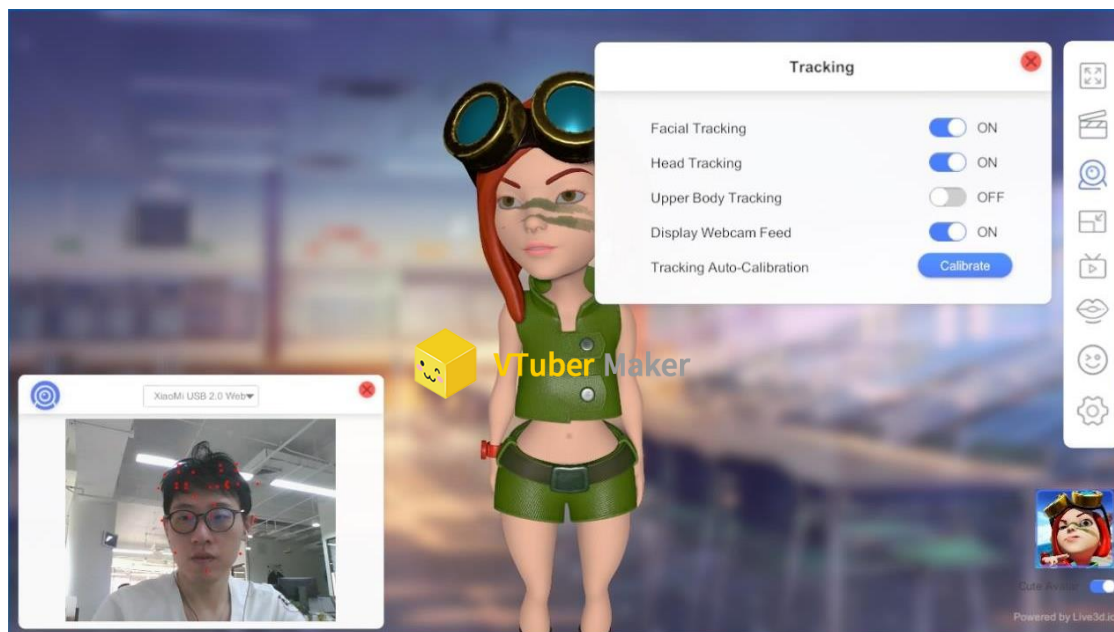 Tracking
Facial Tracking ON
Head Tracking ON
Upper Body Tracking OFF
Display Webcam Feed ON
Tracking Auto-Calibration Calibrate
VTuber Maker
XiaoMi USB 2.0 Web
Cute Avatar
Powered by Live3d.io